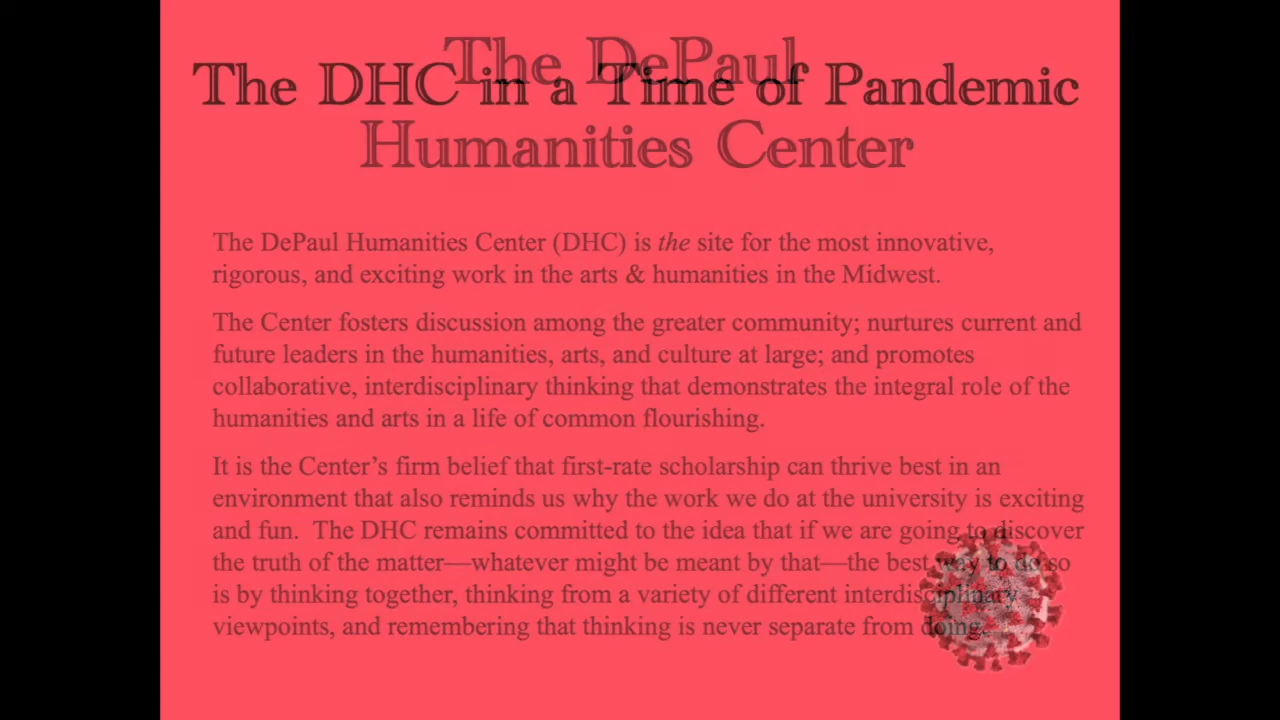 The DePaul
The DHC in a Time of Pandemic
Humanities Center
The DePaul Humanities Center (DHC) is the site for the most innovative,
rigorous, and exciting work in the arts & humanities in the Midwest.
The Center fosters discussion among the greater community; nurtures current and
future leaders in the humanities, arts, and culture at large; and promotes
collaborative, interdisciplinary thinking that demonstrates the integral role of the
humanities and arts in a life of common flourishing.
It is the Center’s firm belief that first-rate scholarship can thrive best in an
environment that also reminds us why the work we do at the university is exciting
and fun.  The DHC remains committed to the idea that if we are going to discover
the truth of the matter—whatever might be meant by that—the best way to do so
is by thinking together, thinking from a variety of different interdisciplinary
viewpoints, and remembering that thinking is never separate from doing.